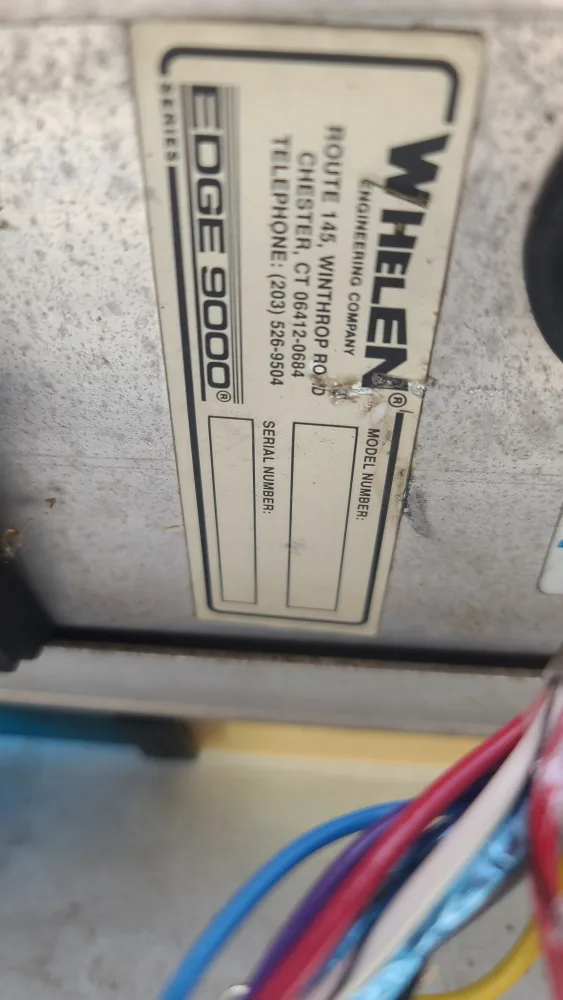 WHELEN®
ENGINEERING COMPANY
ROUTE 145, WINTHROP ROAD
CHESTER, CT 06412-0684
TELEPHONE: (203) 526-9504
EDGE 9000®
SERIES
MODEL NUMBER:
SERIAL NUMBER: